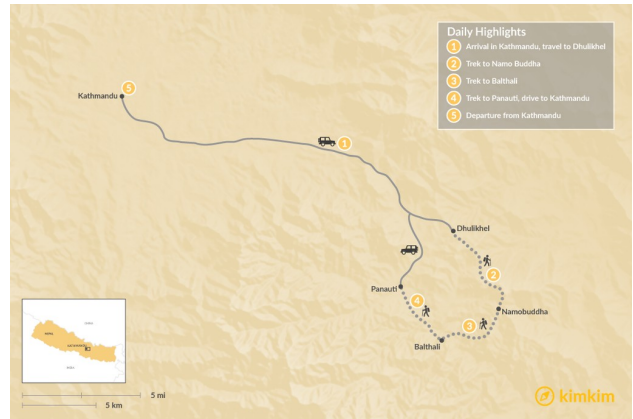 Daily Highlights
1 Arrival in Kathmandu, travel to Dhulikhel
2 Trek to Namo Buddha
3 Trek to Balthali
4 Trek to Panauti, drive to Kathmandu
5 Departure from Kathmandu
5
Kathmandu
1
Dhulikhel
2
Panauti
4
Namobuddha
3
Balthali
5 mi
5 km
kimkim